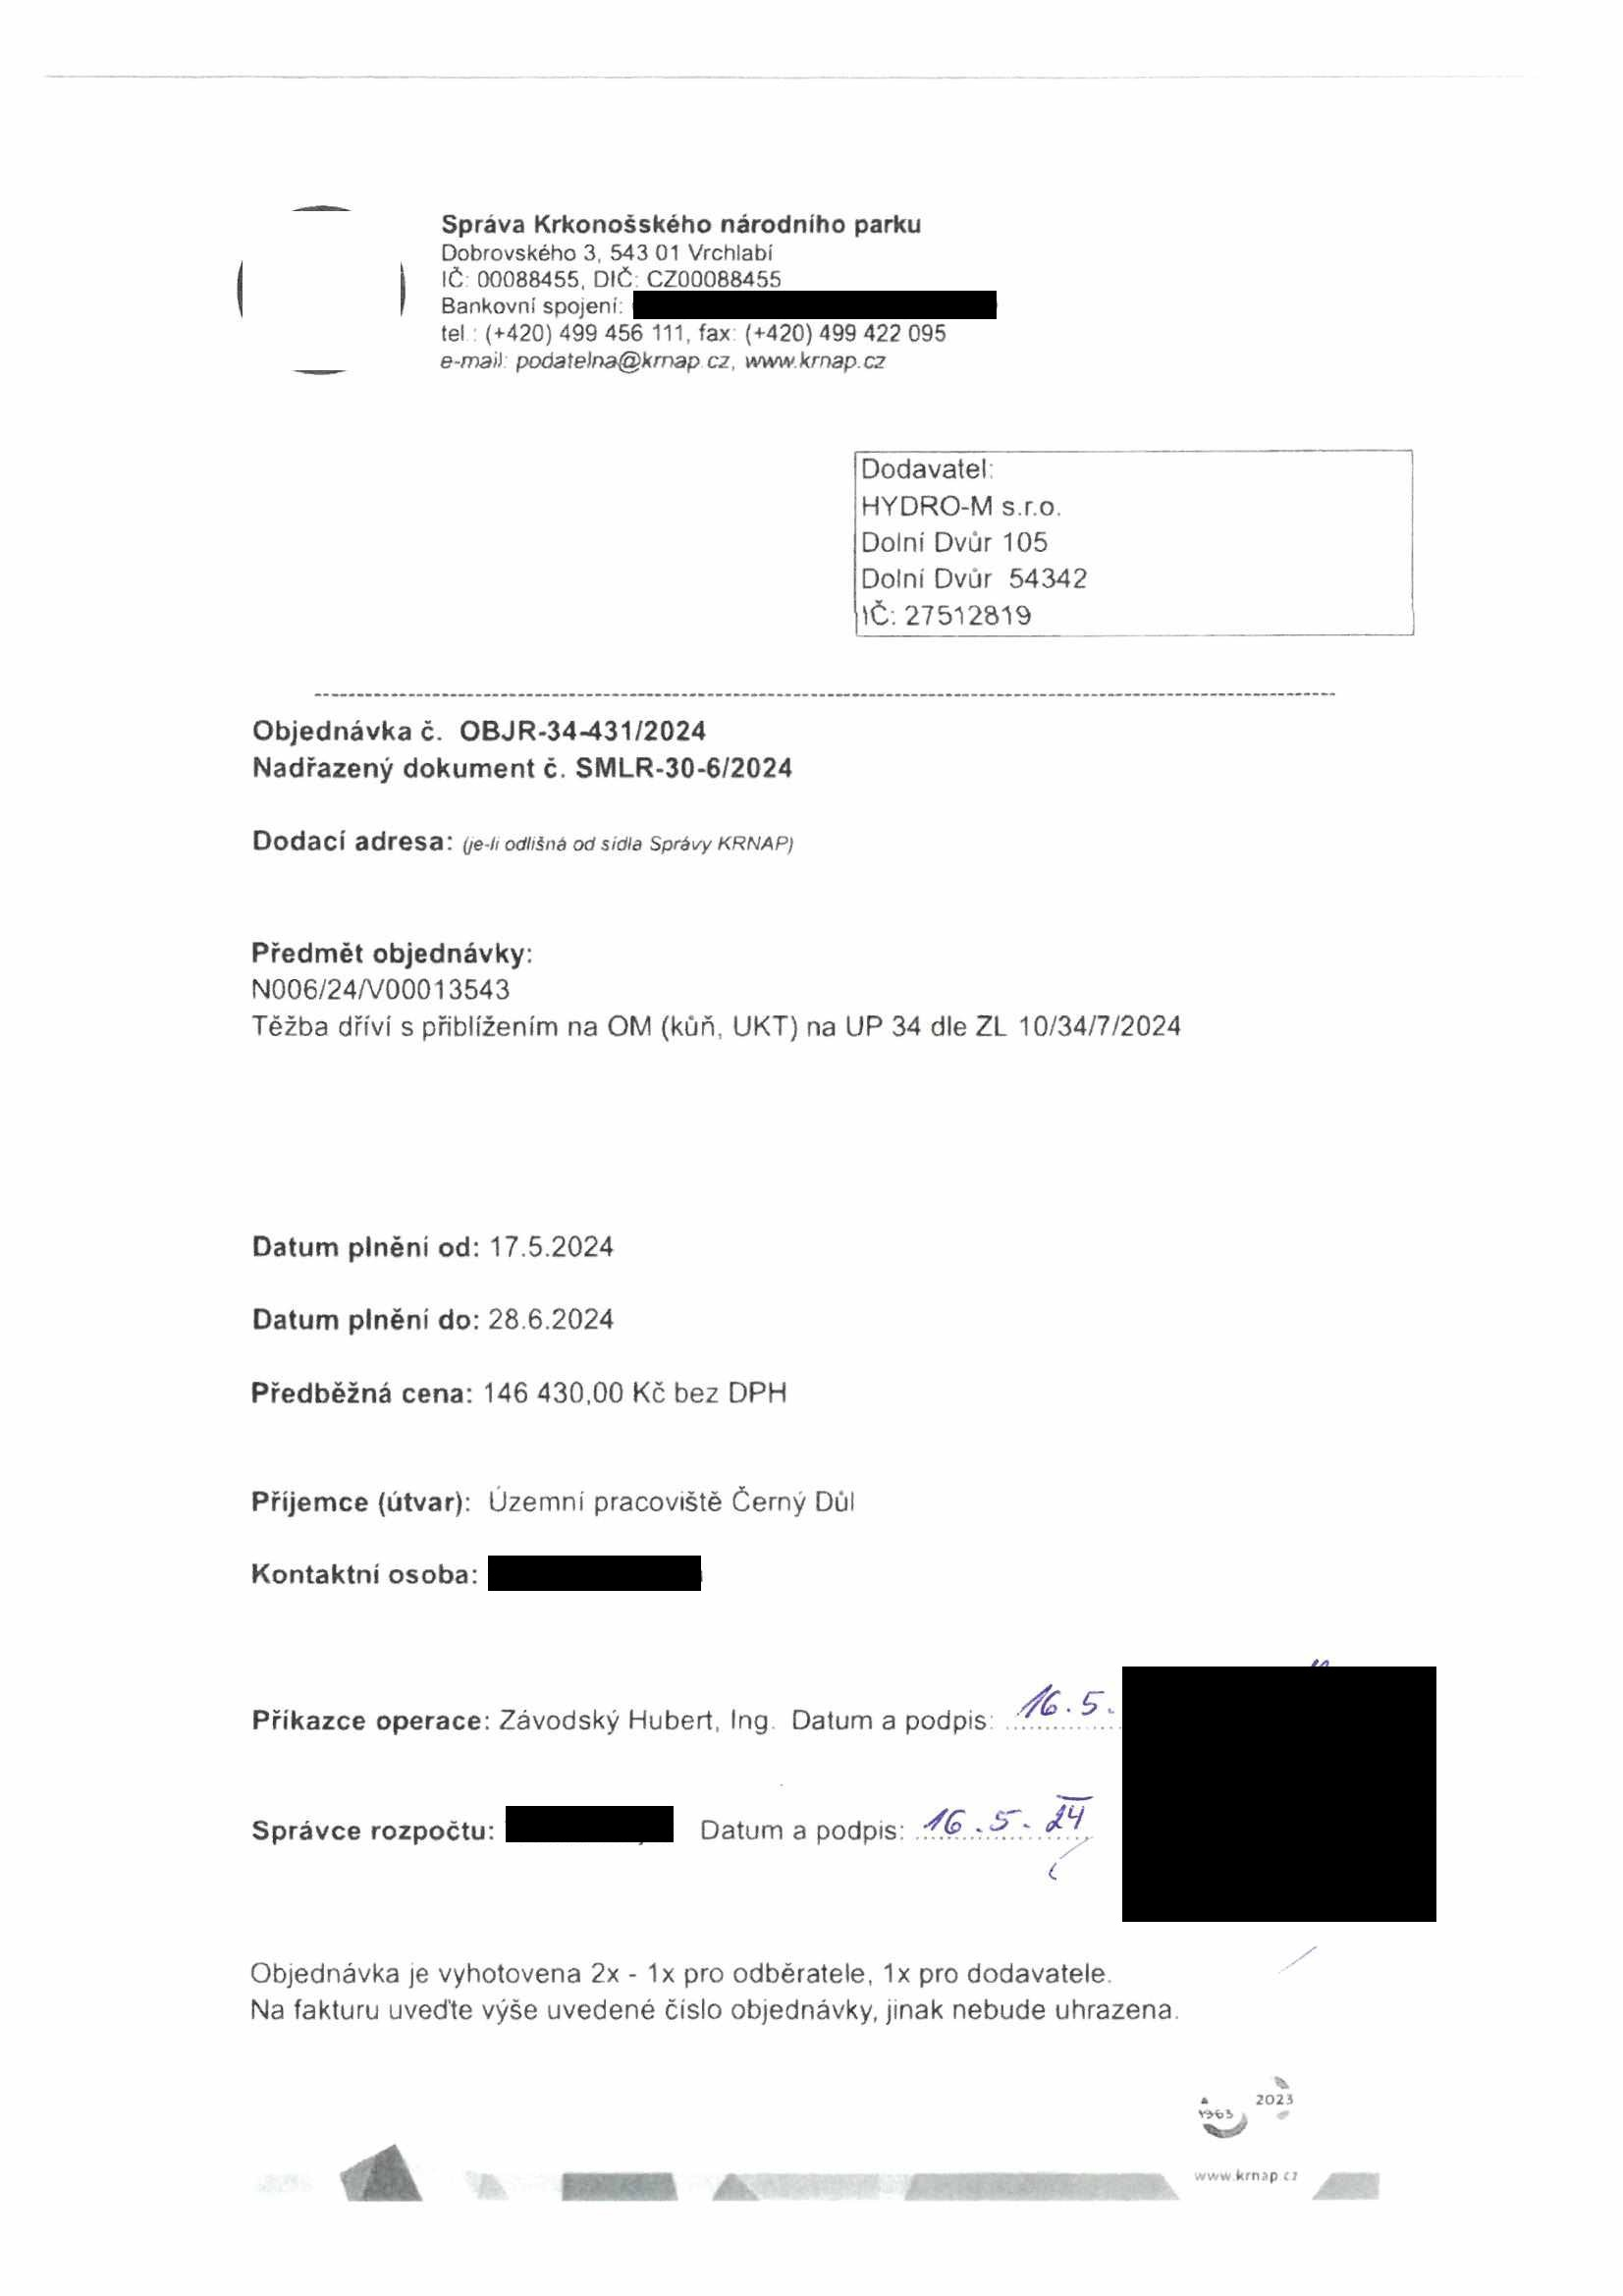 Správa Krkonošského národního parku
Dobrovského 3, 543 01 Vrchlabí
IČ: 00088455, DIČ: CZ00088455
Bankovní spojení:
tel.: (+420) 499 456 111, fax: (+420) 499 422 095
e-mail: podatelna@krnap.cz, www.krnap.cz
Dodavatel:
HYDRO-M s.r.o.
Dolní Dvůr 105
Dolní Dvůr 54342
IČ: 27512819
Objednávka č. OBJR-34-431/2024
Nadřazený dokument č. SMLR-30-6/2024
Dodací adresa: (je-li odlišná od sídla Správy KRNAP)
Předmět objednávky:
N006/24/V00013543
Těžba dříví s přiblížením na OM (kůň, UKT) na UP 34 dle ZL 10/34/7/2024
Datum plnění od: 17.5.2024
Datum plnění do: 28.6.2024
Předběžná cena: 146 430,00 Kč bez DPH
Příjemce (útvar): Územní pracoviště Černý Důl
Kontaktní osoba:
Příkazce operace: Závodský Hubert, Ing. Datum a podpis: 16.5.
Správce rozpočtu: Datum a podpis: 16.5.24
Objednávka je vyhotovena 2x - 1x pro odběratele, 1x pro dodavatele.
Na fakturu uveďte výše uvedené číslo objednávky, jinak nebude uhrazena.
1963 2023
www.krnap.cz